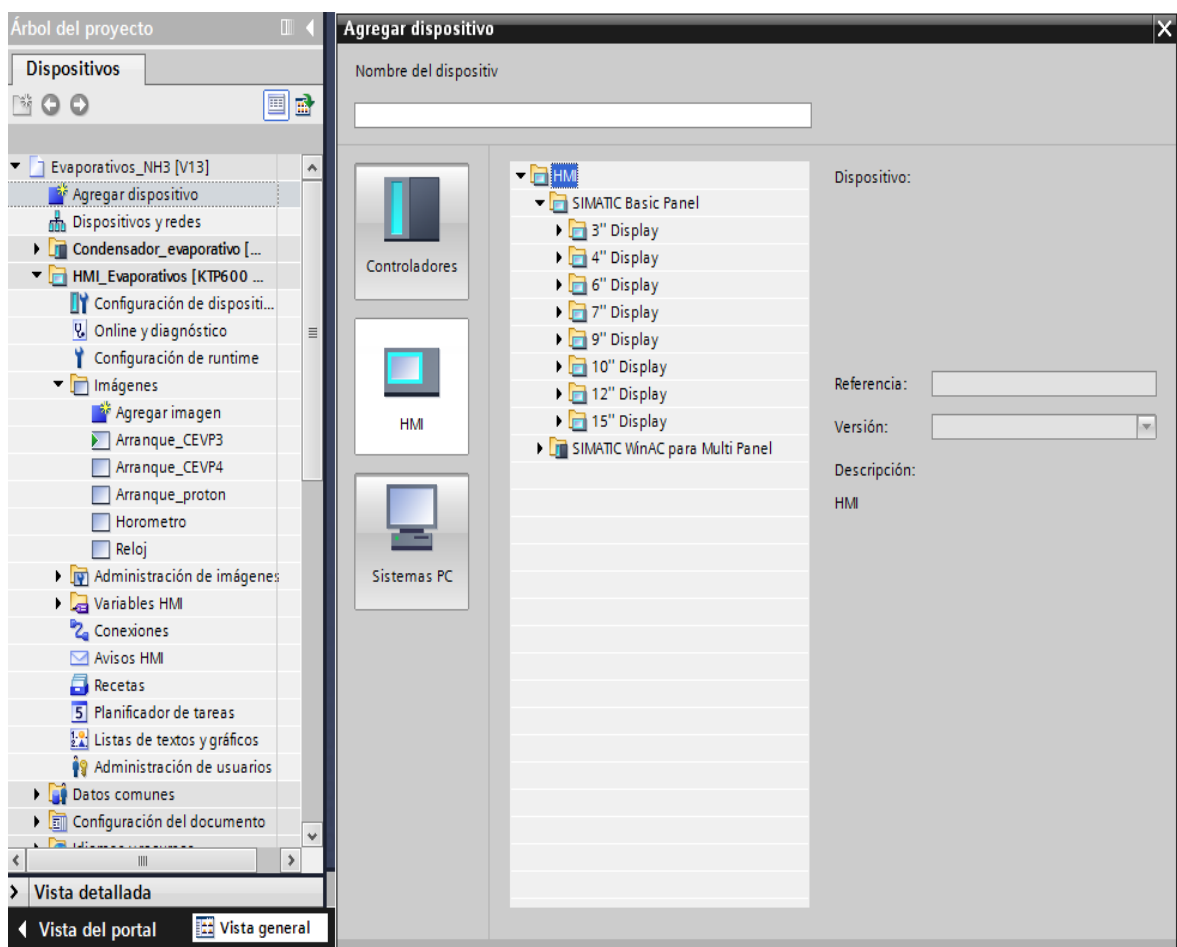 Árbol del proyecto
Dispositivos
Evaporativos_NH3 [V13]
Agregar dispositivo
Dispositivos y redes
Condensador_evaporativo [...
HMI_Evaporativos [KTP600 ...
Configuración de dispositi...
Online y diagnóstico
Configuración de runtime
Imágenes
Agregar imagen
Arranque_CEVP3
Arranque_CEVP4
Arranque_proton
Horometro
Reloj
Administración de imágenes
Variables HMI
Conexiones
Avisos HMI
Recetas
Planificador de tareas
Listas de textos y gráficos
Administración de usuarios
Datos comunes
Configuración del documento
Vista detallada
Vista del portal
Vista general
Agregar dispositivo
Nombre del dispositiv
Controladores
HMI
Sistemas PC
HMI
SIMATIC Basic Panel
3" Display
4" Display
6" Display
7" Display
9" Display
10" Display
12" Display
15" Display
SIMATIC WinAC para Multi Panel
Dispositivo:
Referencia:
Versión:
Descripción:
HMI